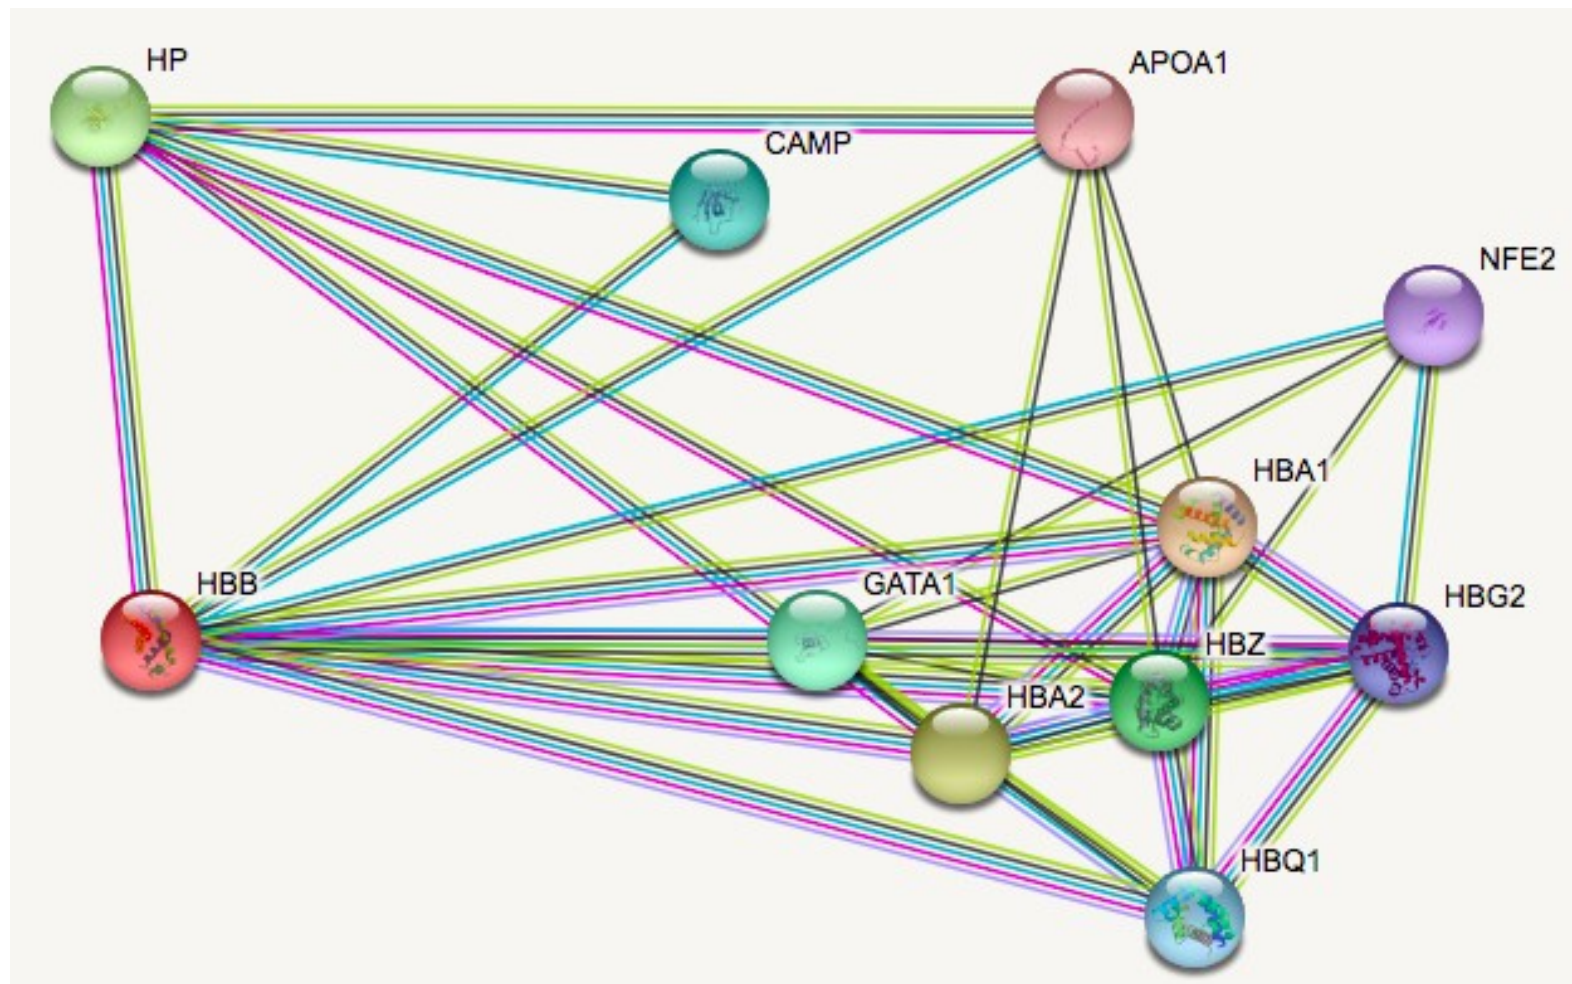 HP
APOA1
CAMP
NFE2
HBA1
HBB
GATA1
HBG2
HBZ
HBA2
HBQ1